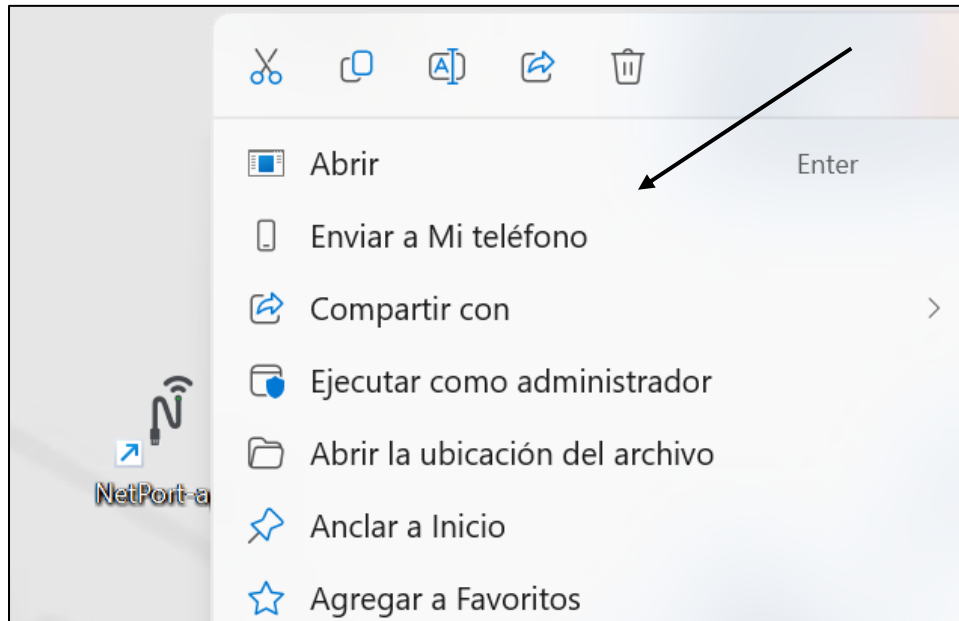 Abrir Enter
Enviar a Mi teléfono
Compartir con
Ejecutar como administrador
Abrir la ubicación del archivo
NetPort-a
Anclar a Inicio
Agregar a Favoritos